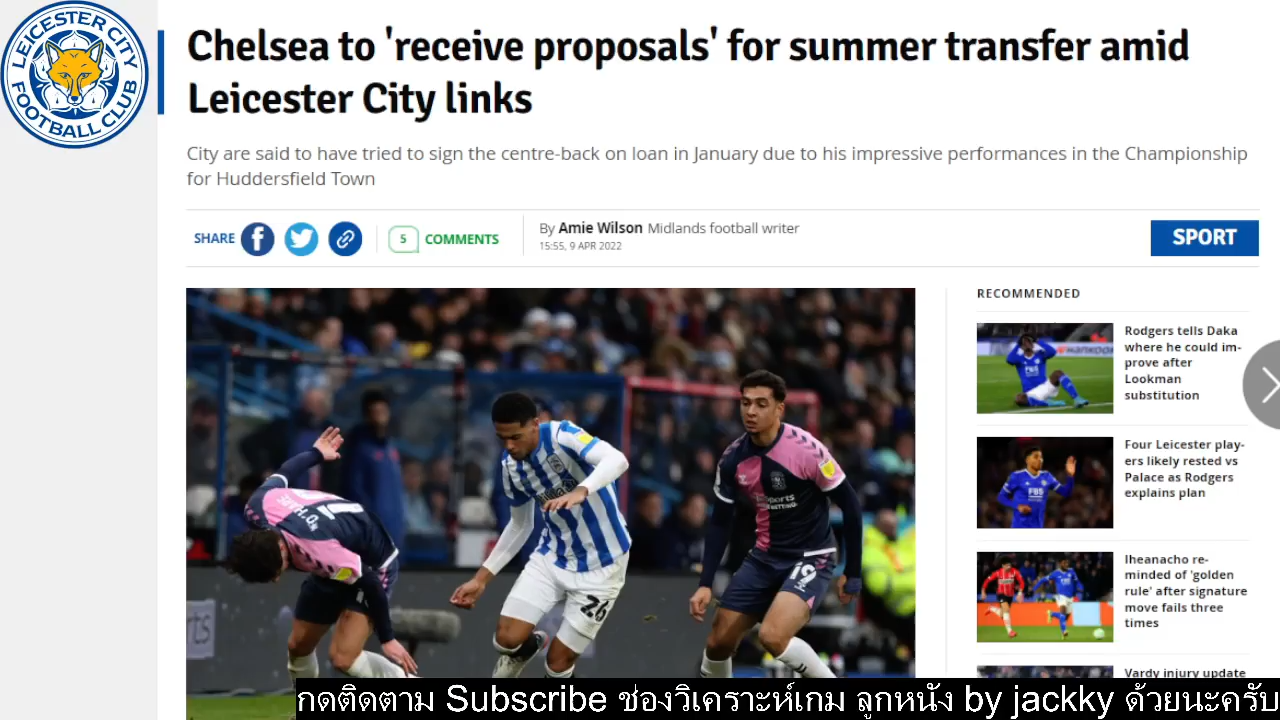 LEICESTER CITY
FOOTBALL CLUB
Chelsea to 'receive proposals' for summer transfer amid
Leicester City links
City are said to have tried to sign the centre-back on loan in January due to his impressive performances in the Championship
for Huddersfield Town
SHARE
5 COMMENTS
By Amie Wilson Midlands football writer
15:55, 9 APR 2022
SPORT
RECOMMENDED
Rodgers tells Daka
where he could im-
prove after
Lookman
substitution
Four Leicester play-
ers likely rested vs
Palace as Rodgers
explains plan
Iheanacho re-
minded of 'golden
rule' after signature
move fails three
times
Vardy injury update
26
19
กดติดตาม Subscribe ช่องวิเคราะห์เกม ลูกหนัง by jackky ด้วยนะครับ